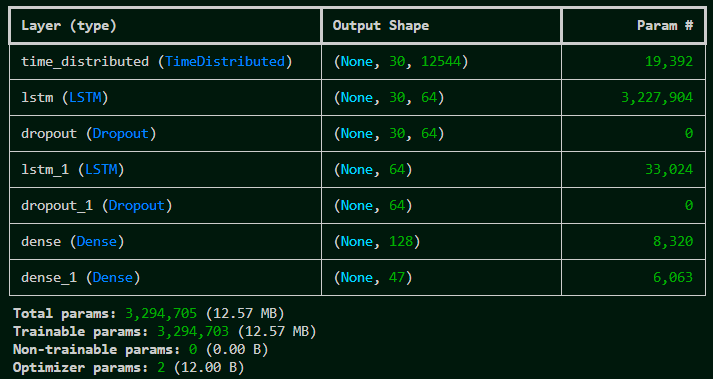 Layer (type) Output Shape Param #
time_distributed (TimeDistributed) (None, 30, 12544) 19,392
lstm (LSTM) (None, 30, 64) 3,227,904
dropout (Dropout) (None, 30, 64) 0
lstm_1 (LSTM) (None, 64) 33,024
dropout_1 (Dropout) (None, 64) 0
dense (Dense) (None, 128) 8,320
dense_1 (Dense) (None, 47) 6,063
Total params: 3,294,705 (12.57 MB)
Trainable params: 3,294,703 (12.57 MB)
Non-trainable params: 0 (0.00 B)
Optimizer params: 2 (12.00 B)